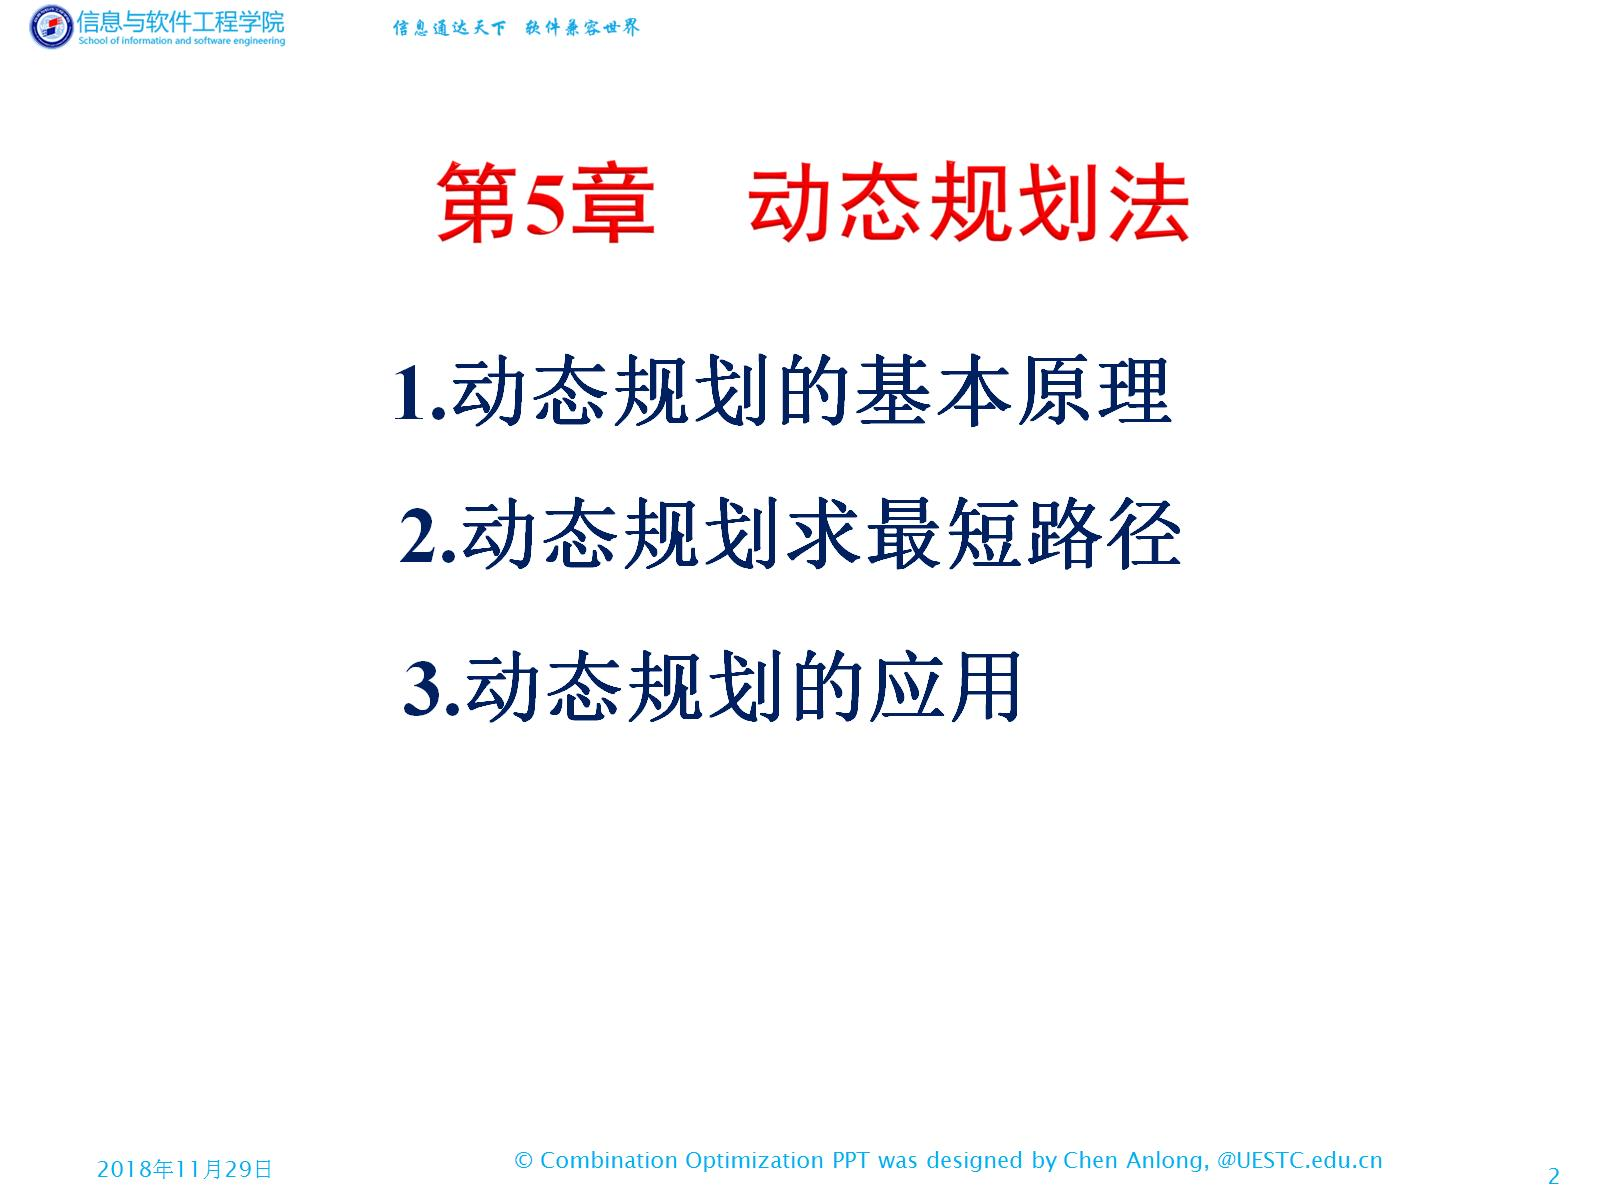 信息与软件工程学院
School of information and software engineering
信息通达天下 软件兼容世界
第5章 动态规划法
1.动态规划的基本原理
2.动态规划求最短路径
3.动态规划的应用
2018年11月29日
© Combination Optimization PPT was designed by Chen Anlong, @UESTC.edu.cn
2